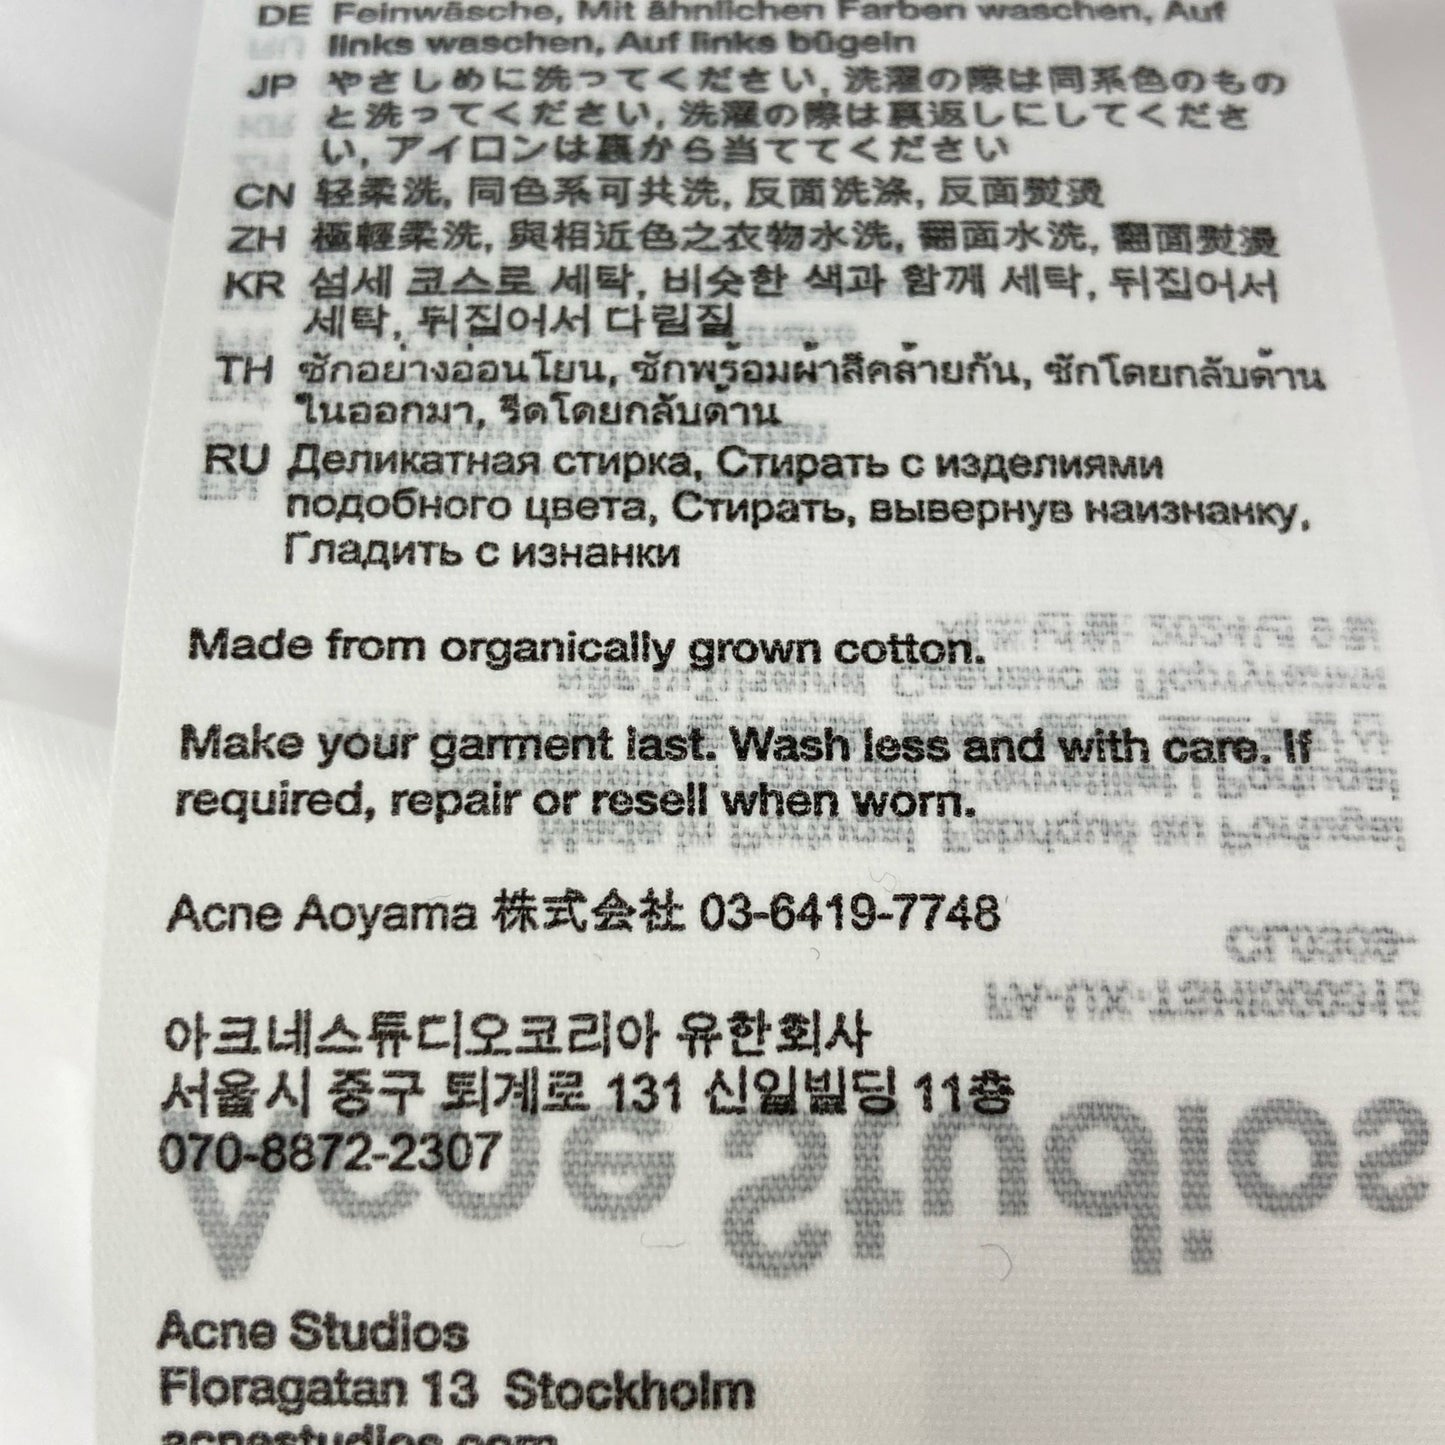 DE Feinwäsche, Mit ähnlichen Farben waschen, Auf
links waschen, Auf links bügeln
JP やさしめに洗ってください, 洗濯の際は同系色のもの
と洗ってください, 洗濯の際は裏返しにしてくださ
い, アイロンは裏から当ててください
CN 轻柔洗, 同色系可共洗, 反面洗涤, 反面熨烫
ZH 極輕柔洗, 與相近色之衣物水洗, 翻面水洗, 翻面熨燙
KR 섬세 코스로 세탁, 비슷한 색과 함께 세탁, 뒤집어서
세탁, 뒤집어서 다림질
TH ซักอย่างอ่อนโยน, ซักพร้อมผ้าสีคล้ายกัน, ซักโดยกลับด้าน
ในออกมา, รีดโดยกลับด้าน
RU Деликатная стирка, Стирать с изделиями
подобного цвета, Стирать, вывернув наизнанку,
Гладить с изнанки
Made from organically grown cotton.
Make your garment last. Wash less and with care. If
required, repair or resell when worn.
Acne Aoyama 株式会社 03-6419-7748
아크네스튜디오코리아 유한회사
서울시 중구 퇴계로 131 신일빌딩 11층
070-8872-2307
Acne Studios
Acne Studios
Floragatan 13 Stockholm
acnestudios.com